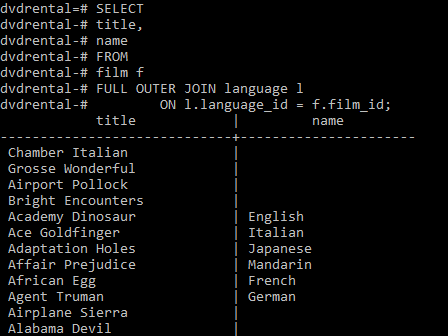 dvdrental=# SELECT
dvdrental-# title,
dvdrental-# name
dvdrental-# FROM
dvdrental-# film f
dvdrental-# FULL OUTER JOIN language l
dvdrental-# ON l.language_id = f.film_id;
title | name
-----------------------------+----------------------
Chamber Italian |
Grosse Wonderful |
Airport Pollock |
Bright Encounters |
Academy Dinosaur | English
Ace Goldfinger | Italian
Adaptation Holes | Japanese
Affair Prejudice | Mandarin
African Egg | French
Agent Truman | German
Airplane Sierra |
Alabama Devil |